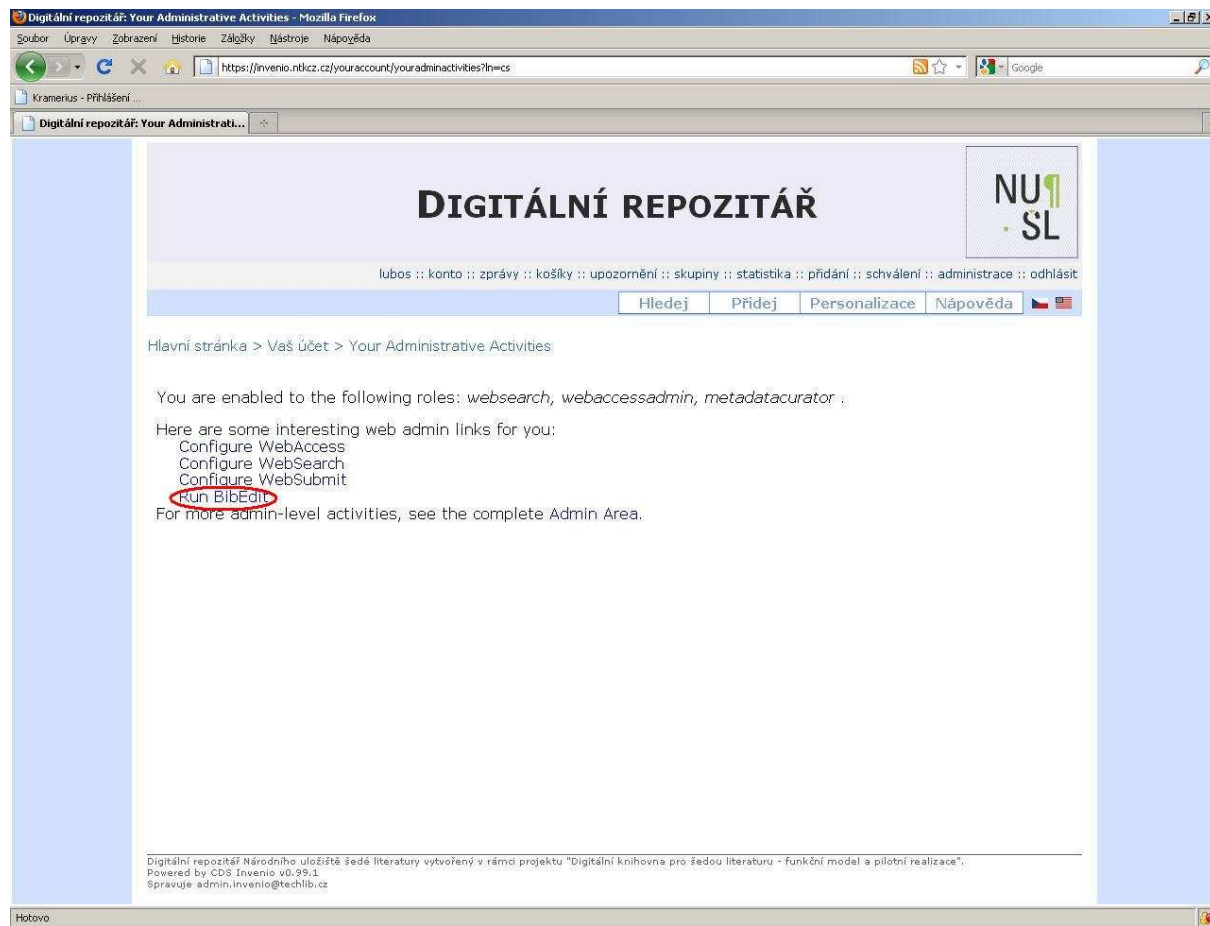 Digitální repozitář: Your Administrative Activities - Mozilla Firefox
Soubor Úpravy Zobrazení Historie Záložky Nástroje Nápověda
https://invenio.ntkcz.cz/youraccount/youradminactivities?ln=cs
Google
Kramerius - Přihlášení ...
Digitální repozitář: Your Administrati...
DIGITÁLNÍ REPOZITÁŘ
NU¶
· ŠL
lubos :: konto :: zprávy :: košíky :: upozornění :: skupiny :: statistika :: přidání :: schválení :: administrace :: odhlásit
Hledej Přidej Personalizace Nápověda
Hlavní stránka > Vaš účet > Your Administrative Activities
You are enabled to the following roles: websearch, webaccessadmin, metadatacurator .
Here are some interesting web admin links for you:
Configure WebAccess
Configure WebSearch
Configure WebSubmit
Run BibEdit
For more admin-level activities, see the complete Admin Area.
Digitální repozitář Národního uložiště šedé literatury vytvořený v rámci projektu "Digitální knihovna pro šedou literaturu - funkční model a pilotní realizace".
Powered by CDS Invenio v0.99.1
Spravuje admin.invenio@techlib.cz
Hotovo